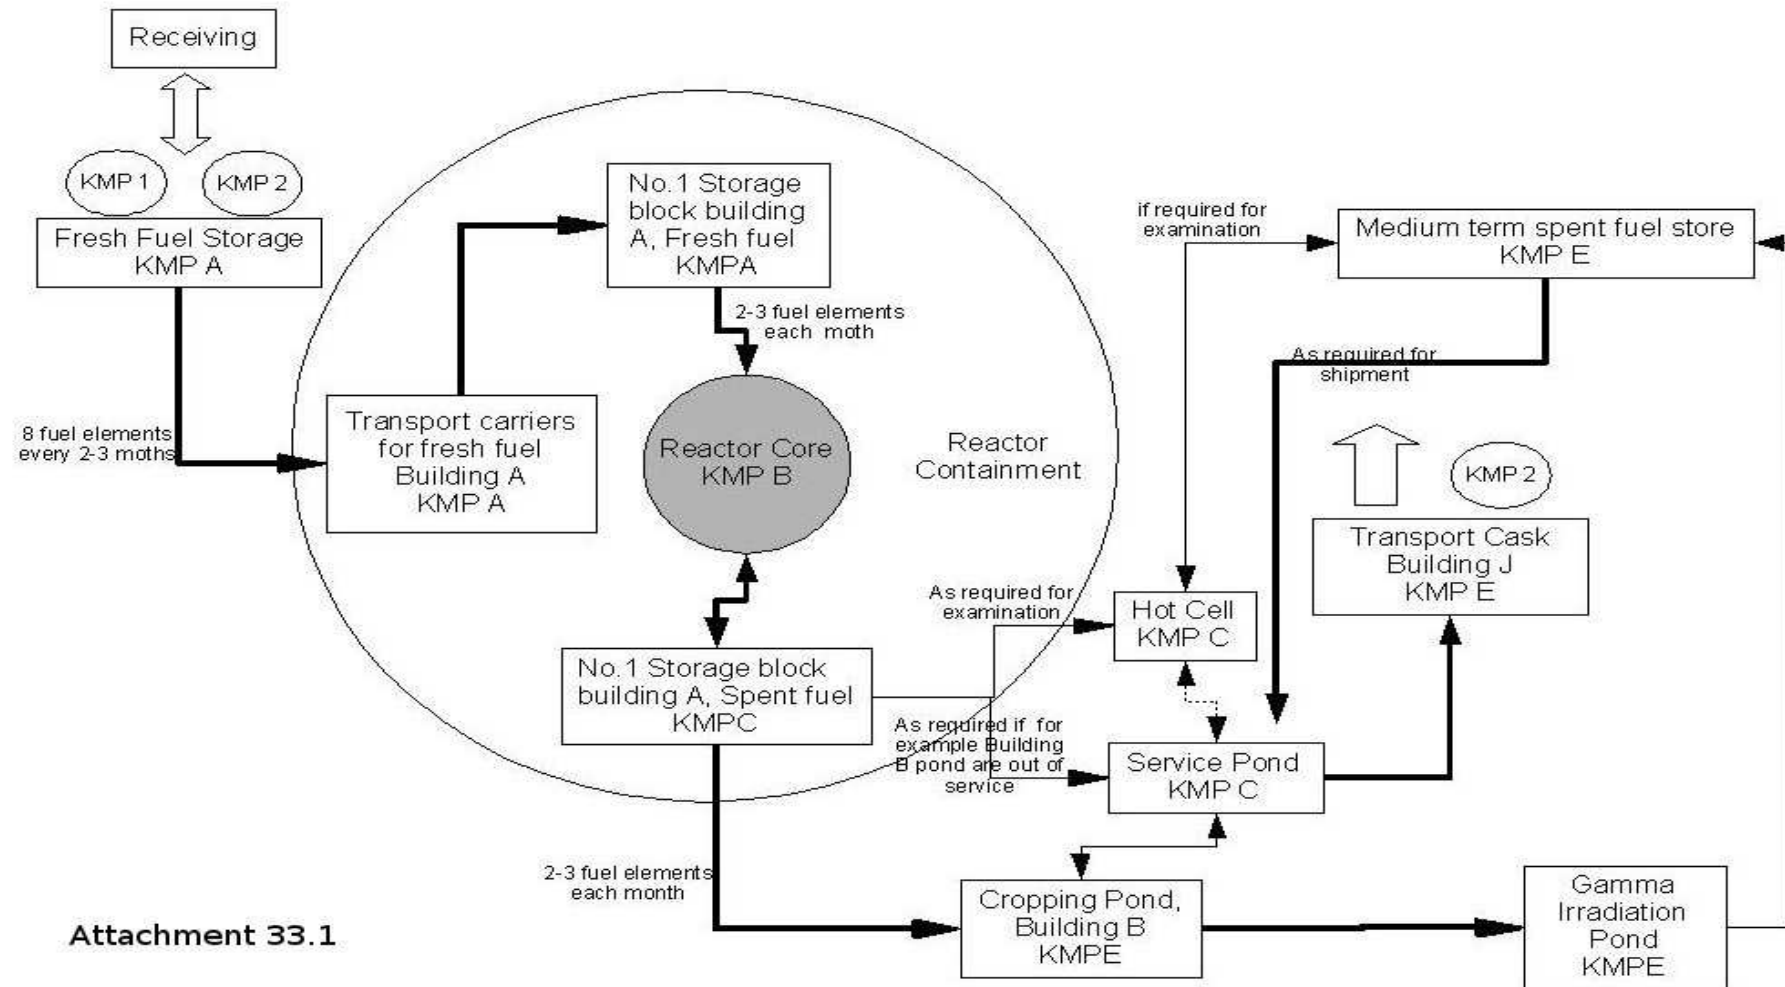 Receiving
KMP 1
KMP 2
Fresh Fuel Storage
KMP A
8 fuel elements
every 2-3 moths
Transport carriers
for fresh fuel
Building A
KMP A
No.1 Storage
block building
A, Fresh fuel
KMPA
2-3 fuel elements
each moth
Reactor Core
KMP B
Reactor
Containment
No.1 Storage block
building A, Spent fuel
KMPC
As required for
examination
As required if for
example Building
B pond are out of
service
2-3 fuel elements
each month
if required for
examination
Medium term spent fuel store
KMP E
As required for
shipment
KMP 2
Transport Cask
Building J
KMP E
Hot Cell
KMP C
Service Pond
KMP C
Cropping Pond,
Building B
KMPE
Gamma
Irradiation
Pond
KMPE
Attachment 33.1